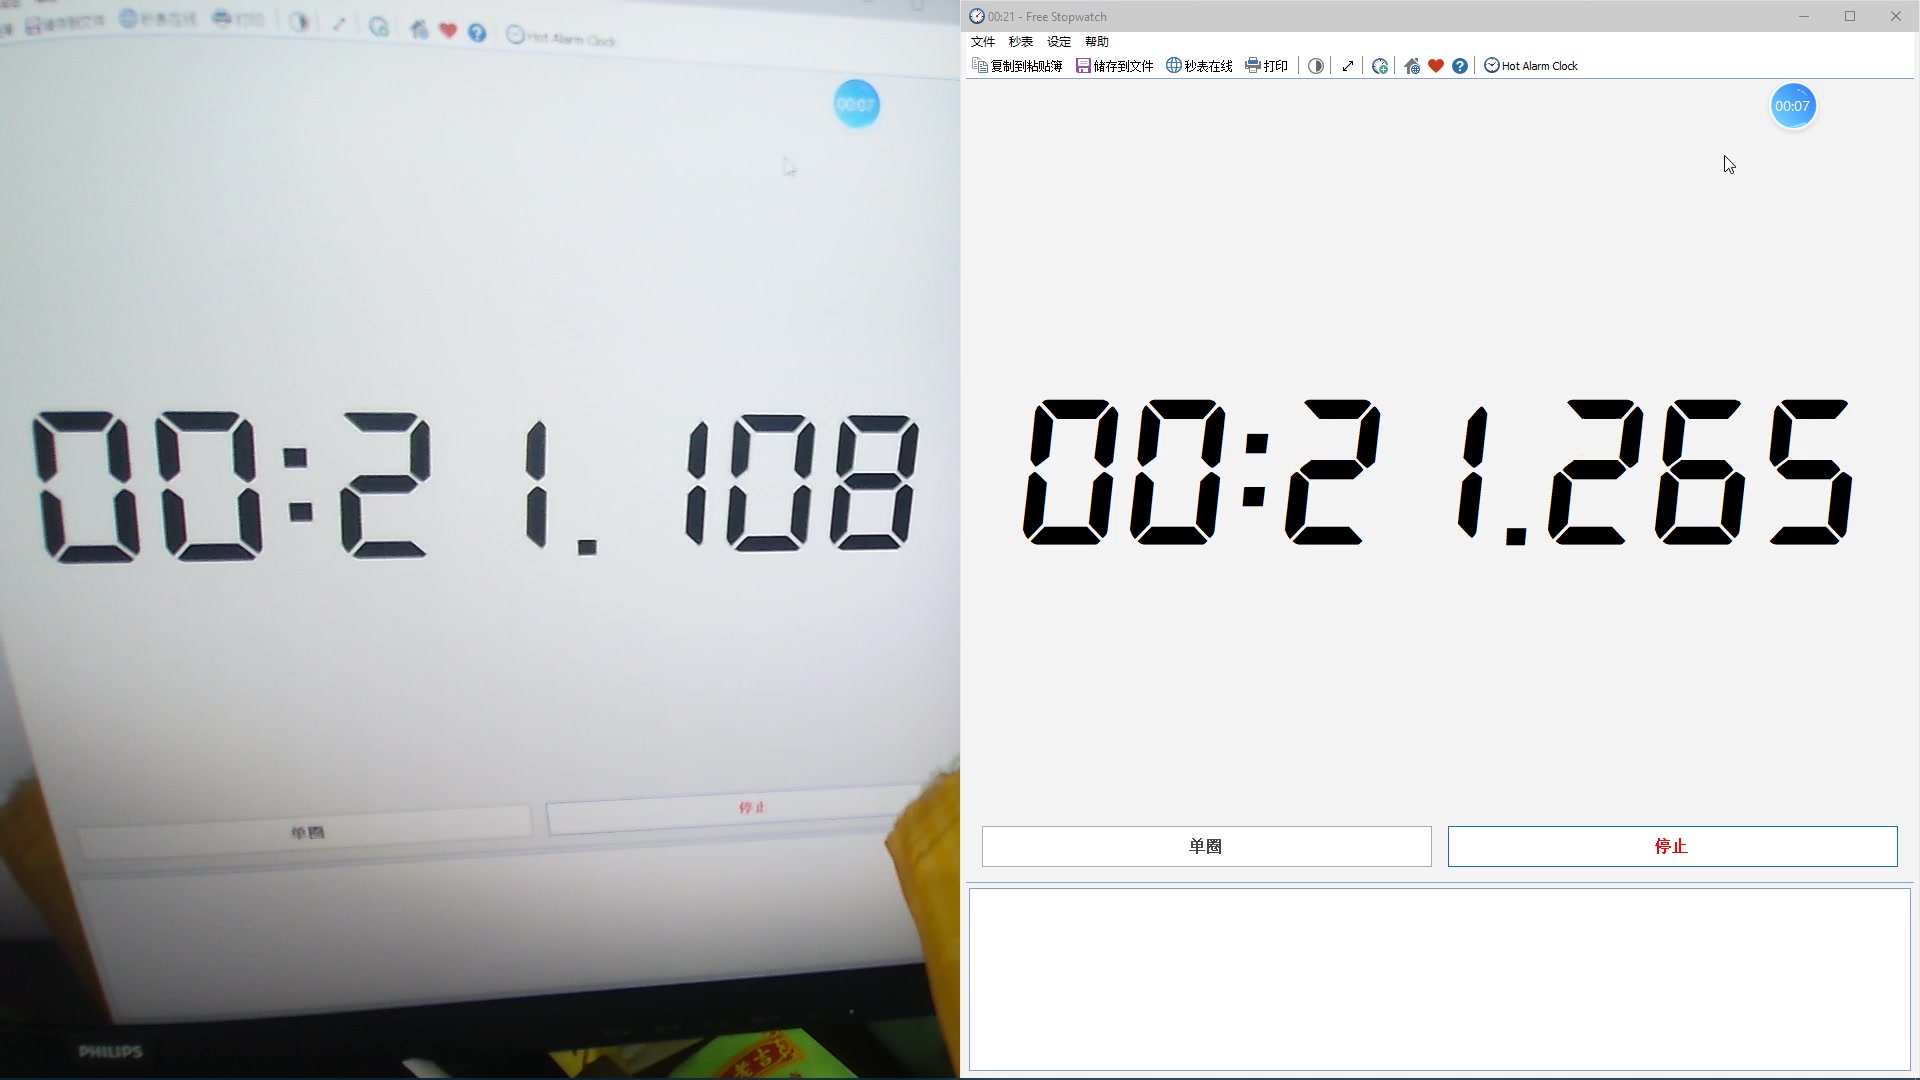 储存到文件 秒表在线 打印 Hot Alarm Clock
00:07
00:21.108
单圈 停止
PHILIPS
00:21 - Free Stopwatch
文件 秒表 设定 帮助
复制到粘贴簿 储存到文件 秒表在线 打印 Hot Alarm Clock
00:07
00:21.265
单圈 停止